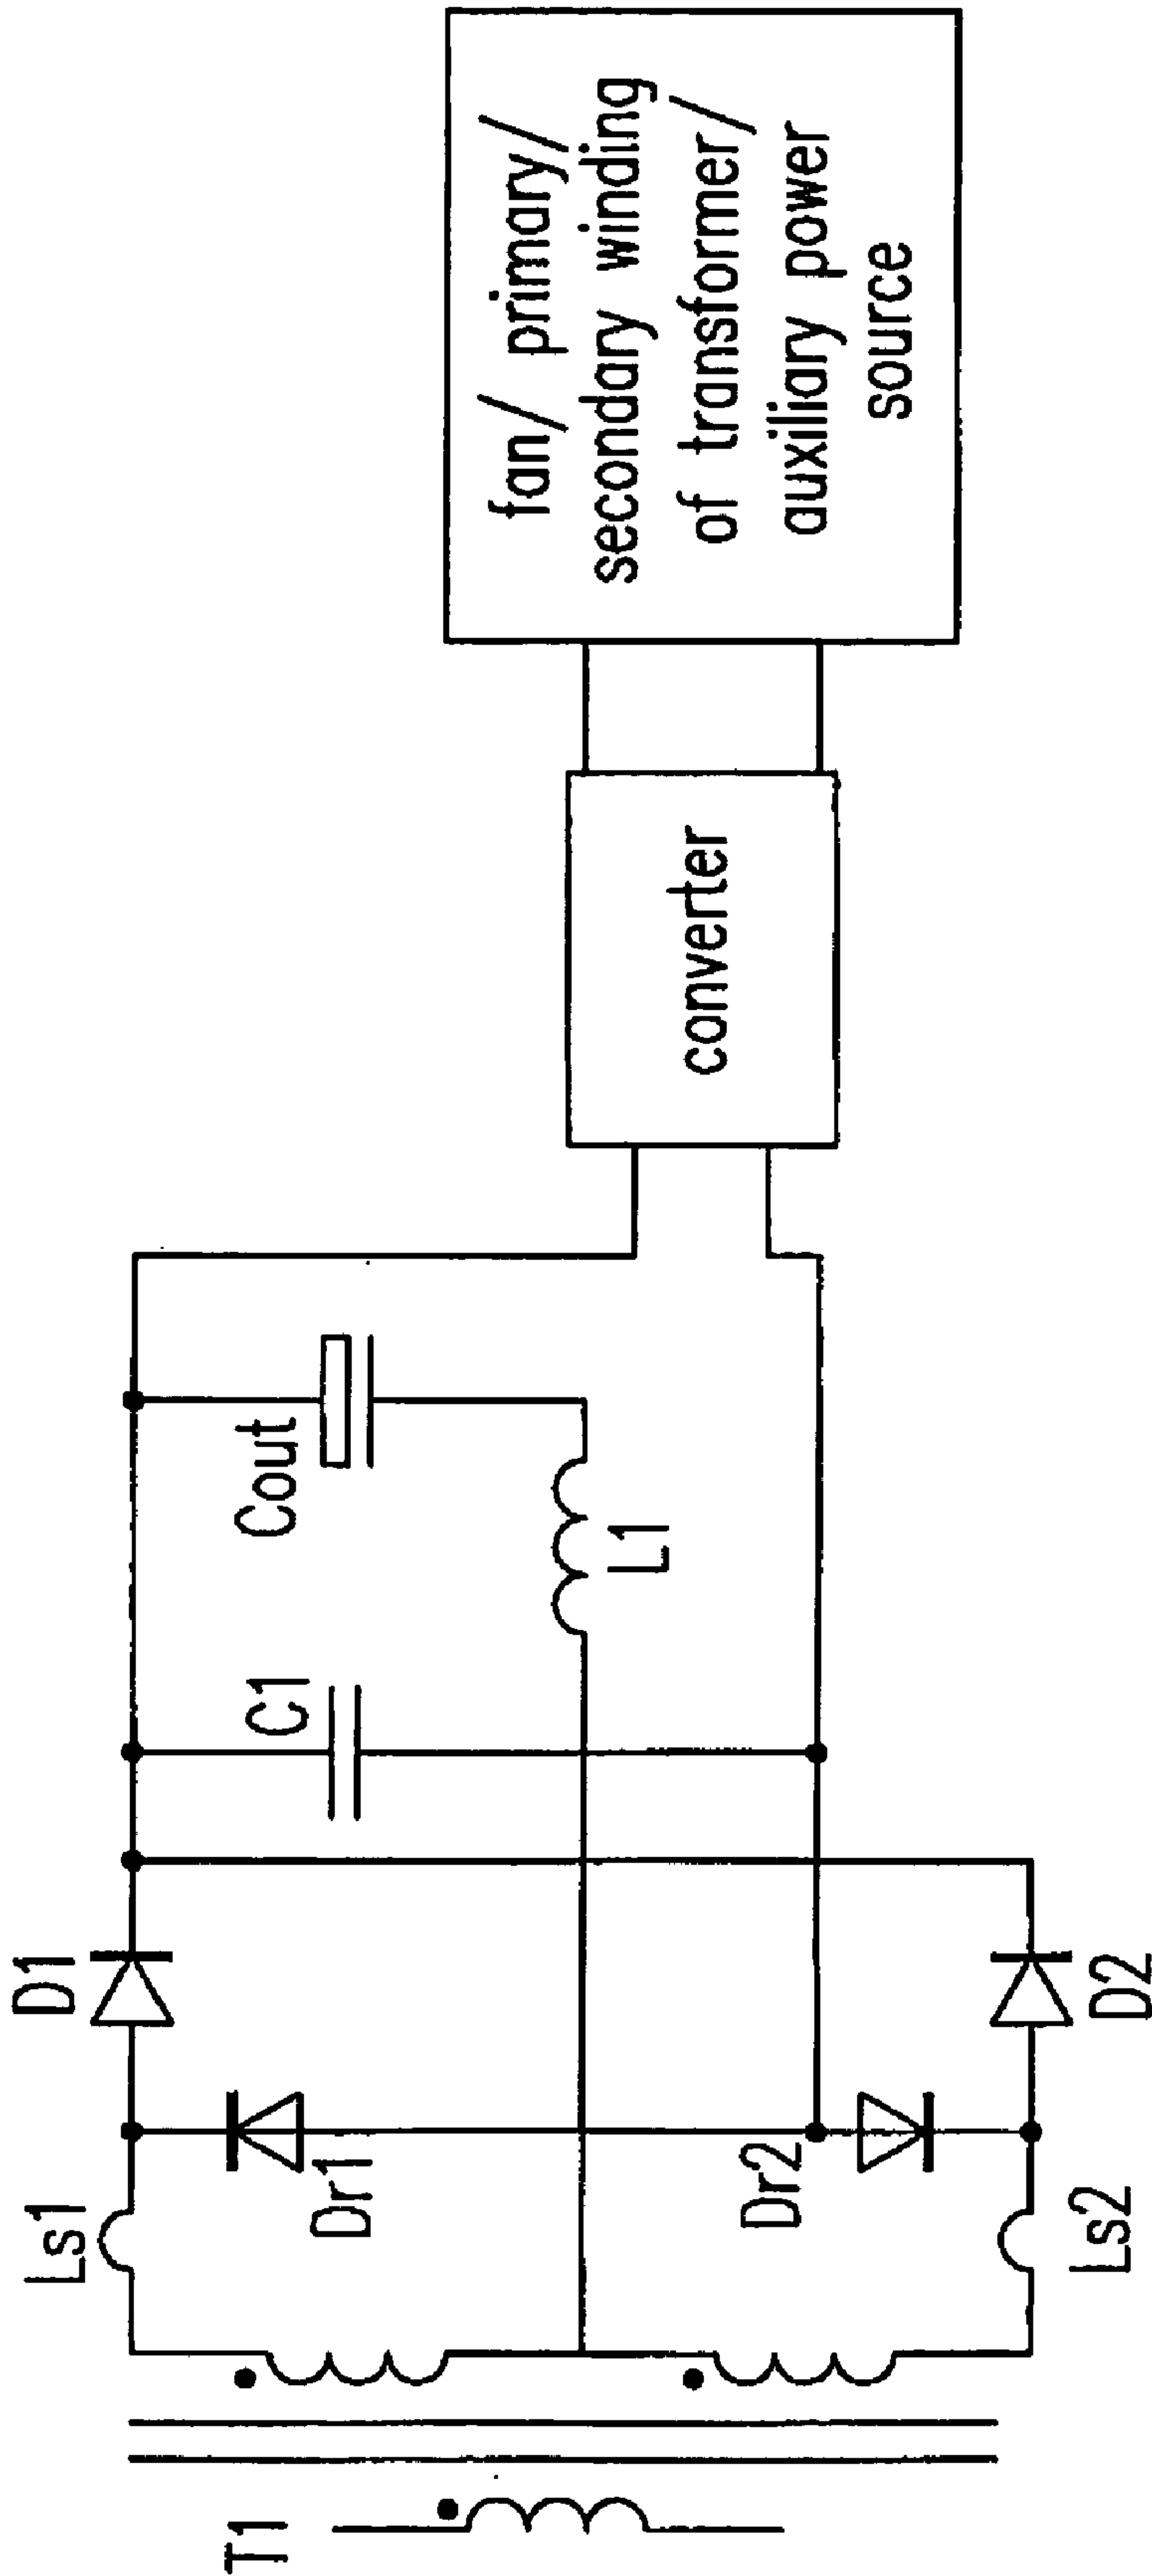 T1
Ls1
Ls2
Dr1
Dr2
D1
D2
C1
L1
Cout
converter
fan/ primary/
secondary winding
of transformer/
auxiliary power
source